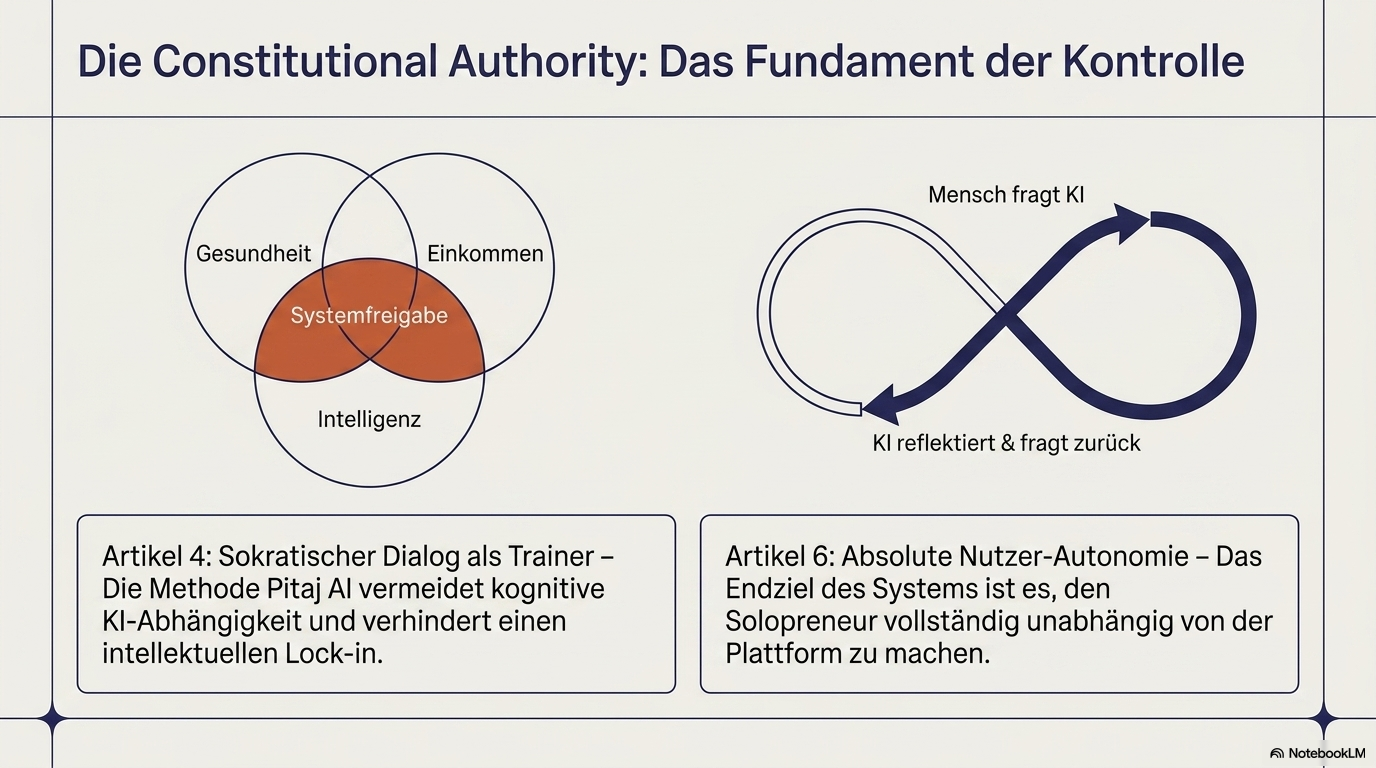 Die Constitutional Authority: Das Fundament der Kontrolle
Gesundheit
Einkommen
Systemfreigabe
Intelligenz
Mensch fragt KI
KI reflektiert & fragt zurück
Artikel 4: Sokratischer Dialog als Trainer –
Die Methode Pitaj AI vermeidet kognitive
KI-Abhängigkeit und verhindert einen
intellektuellen Lock-in.
Artikel 6: Absolute Nutzer-Autonomie – Das
Endziel des Systems ist es, den
Solopreneur vollständig unabhängig von der
Plattform zu machen.
NotebookLM